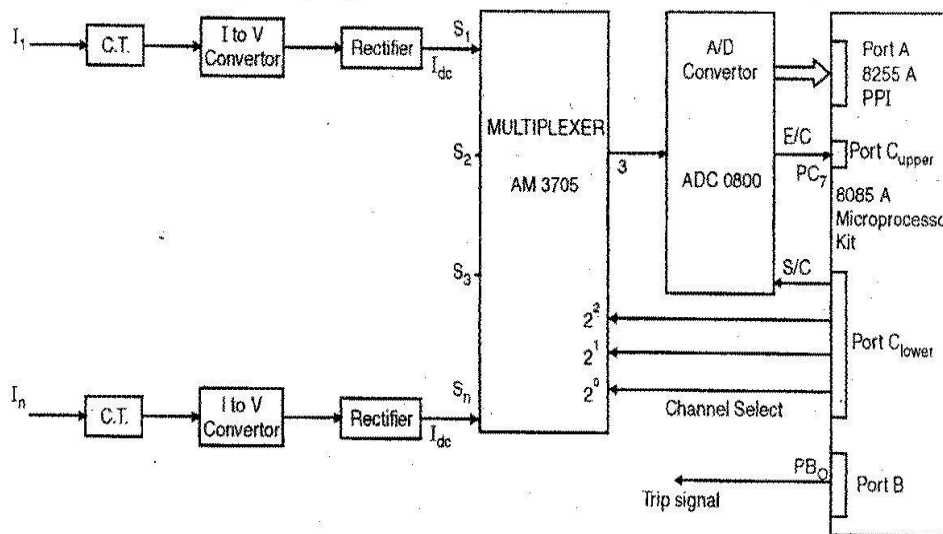 I1
C.T.
I to V
Convertor
Rectifier
Idc
S1
S2
S3
Sn
MULTIPLEXER
AM 3705
3
2²
2¹
2⁰
A/D
Convertor
ADC 0800
E/C
PC7
S/C
Channel Select
Port A
8255 A
PPI
Port Cupper
8085 A
Microprocesso
Kit
Port Clower
In
C.T.
I to V
Convertor
Rectifier
Idc
PBO
Port B
Trip signal